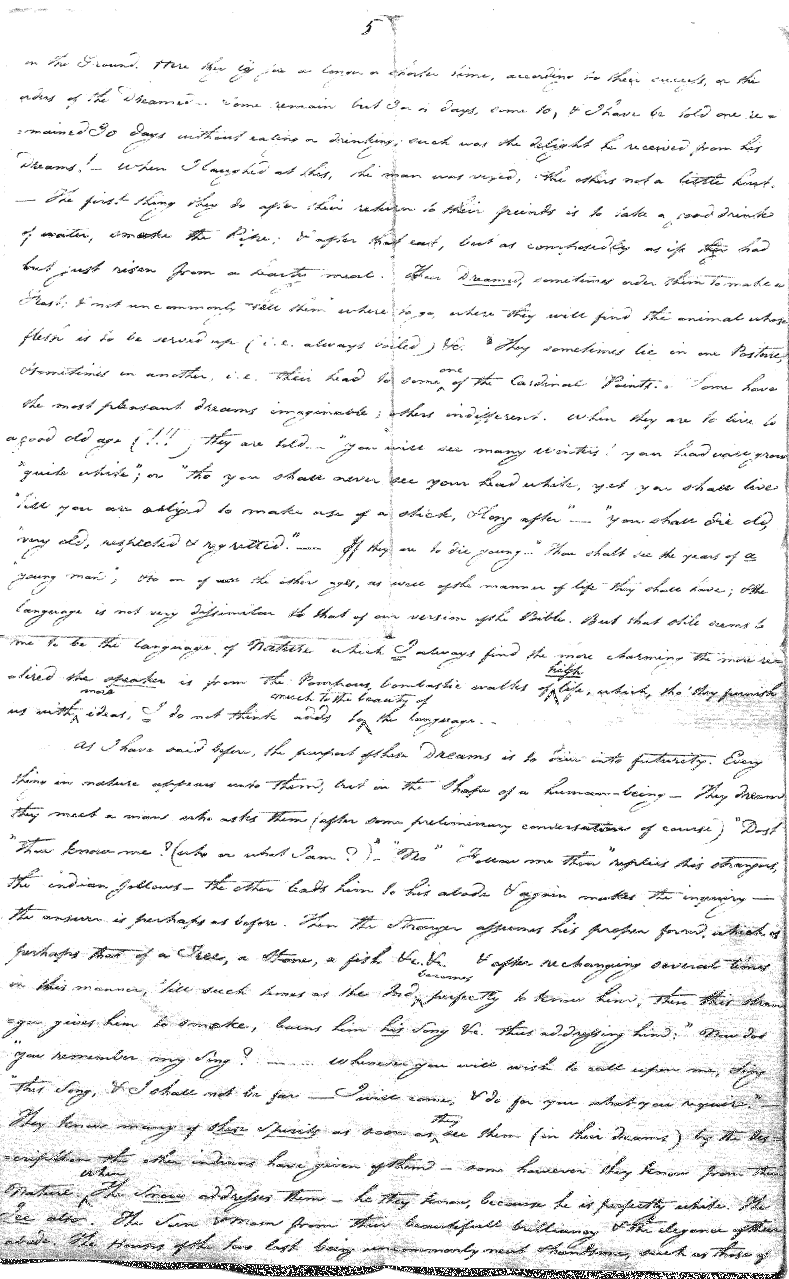 5
on the Ground. Here they ly for a longer or shorter time, according to their success, or the
orders of the Dreamed. Some remain but 3 or 4 days, some 10, & I have be told one re=
=mained 30 days without eating or drinking; such was the delight he received from his
Dreams! — When I laughed at this, the man was vexed, & the others not a little hurt.
— The first thing they do after their return to their friends is to take a good drink
of water, smoke the Pipe; & after that eat, but as composedly as if they had
but just risen from a hearty meal. Their Dreamed, sometimes order them to make a
Feast; & not uncommonly tell them where to go, where they will find the animal whose
flesh is to be served up (i.e. always boiled) &c. They sometimes lie in one Posture,
& sometimes in another, i.e. their head to some one of the Cardinal Points. Some have
the most pleasant dreams imaginable; others indifferent. When they are to live to
a good old age (!!!) they are told — "you will see many Winters! your head will grow
"quite white"; or "tho you shall never see your head white, yet you shall live
"'till you are obliged to make use of a stick, & long after" — "you shall die old,
"very old, respected & regretted." — If they are to die young — "Thou shalt see the years of a
"young man"; & so on of all the other ages, as well of the manner of life they shall have; & the
language is not very dissimilar to that of our version of the Bible. But that stile seems to
me to be the language of Nature which I always find the more charming the more re=
=tired the speaker is from the Pompous, bombastic walks of high life, which, tho' they furnish
us with more ideas, I do not think adds much to the beauty of the language. —
As I have said before, the purport of these Dreams is to dive into futurity. Every
thing in nature appears unto them, but in the Shape of a human-being — They dream
they meet a man who asks them (after some preliminary conversation of course) "Dost
"thou know me? (who or what I am?)" — "No" "Follow me then" replies his stranger,
the indian follows — the other leads him to his abode & again makes the inquiry —
the answer is perhaps as before. Then the Stranger assumes his proper form, which is
perhaps that of a Tree, a Stone, a fish &c. &c. & after rechanging several times
in this manner, 'till such times as the Ind. becomes perfectly to know him, then this stran=
=ger gives him to smoke, learns him his Song &c. thus addressing him: "Now do
"you remember my Song? — .... Whenever you will wish to call upon me, Sing
"this Song, & I shall not be far — I will come, & do for you what you require." —
They know many of these Spirits as soon as they see them (in their dreams) by the des=
=cription the other indians have given of them — some however they know from their
Nature. When The Snow addresses them — he they know, because he is perfectly white. The
Ice also. The Sun & Moon from their beautifull brilliancy & the elegance of their
abode. The Houses of the two last being uncommonly neat & handsome, such as those of